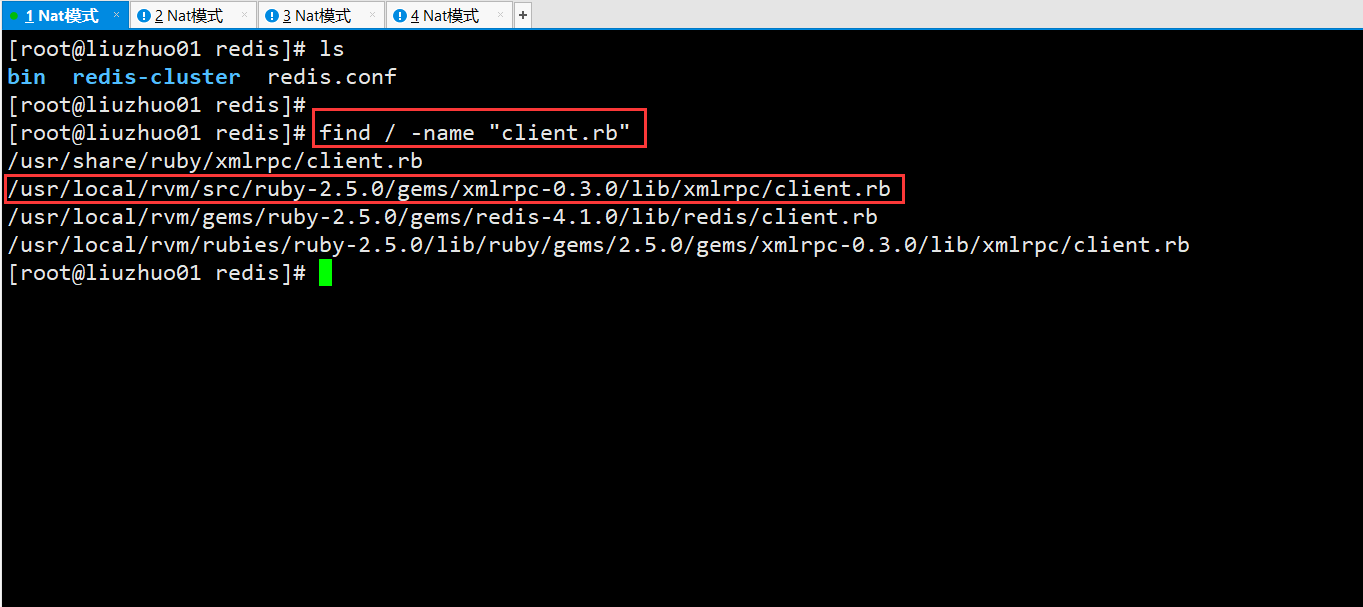 1 Nat模式 × 2 Nat模式 × 3 Nat模式 × 4 Nat模式 × +
[root@liuzhuo01 redis]# ls
bin  redis-cluster  redis.conf
[root@liuzhuo01 redis]#
[root@liuzhuo01 redis]# find / -name "client.rb"
/usr/share/ruby/xmlrpc/client.rb
/usr/local/rvm/src/ruby-2.5.0/gems/xmlrpc-0.3.0/lib/xmlrpc/client.rb
/usr/local/rvm/gems/ruby-2.5.0/gems/redis-4.1.0/lib/redis/client.rb
/usr/local/rvm/rubies/ruby-2.5.0/lib/ruby/gems/2.5.0/gems/xmlrpc-0.3.0/lib/xmlrpc/client.rb
[root@liuzhuo01 redis]#